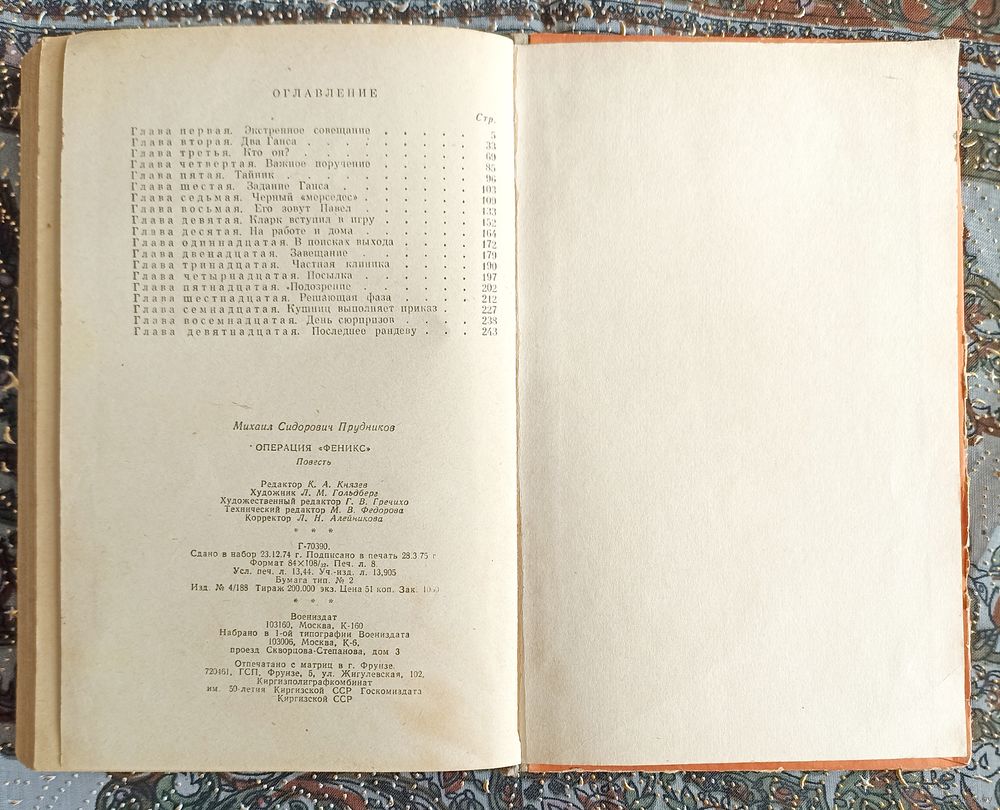 ОГЛАВЛЕНИЕ
Стр.
Глава первая. Экстренное совещание . . . . . 5
Глава вторая. Два Ганса . . . . . . . . 33
Глава третья. Кто он? . . . . . . . . 69
Глава четвертая. Важное поручение . . . . . 85
Глава пятая. Тайник . . . . . . . . 96
Глава шестая. Задание Ганса . . . . . . 103
Глава седьмая. Черный «мерседес» . . . . . 109
Глава восьмая. Его зовут Павел . . . . . 133
Глава девятая. Кларк вступил в игру . . . . 152
Глава десятая. На работе и дома . . . . . 164
Глава одиннадцатая. В поисках выхода . . . . 172
Глава двенадцатая. Завещание . . . . . 179
Глава тринадцатая. Частная клиника . . . . 190
Глава четырнадцатая. Посылка . . . . . 197
Глава пятнадцатая. Подозрение . . . . . 202
Глава шестнадцатая. Решающая фаза . . . . 212
Глава семнадцатая. Кушниц выполняет приказ . 227
Глава восемнадцатая. День сюрпризов . . . . 238
Глава девятнадцатая. Последнее рандеву . . . 243
Михаил Сидорович Прудников
ОПЕРАЦИЯ «ФЕНИКС»
Повесть
Редактор К. А. Князев
Художник Л. М. Гольдберг
Художественный редактор Г. В. Гречихо
Технический редактор М. В. Федорова
Корректор Л. Н. Алейникова
* * *
Г-70390.
Сдано в набор 23.12.74 г. Подписано в печать 28.3.75 г
Формат 84×108/32. Печ. л. 8.
Усл. печ. л. 13,44. Уч.-изд. л. 13,905
Бумага тип. № 2
Изд. № 4/188 Тираж 200.000 экз. Цена 51 коп. Зак.
* * *
Воениздат
103160, Москва, К-160
Набрано в 1-ой типографии Воениздата
103006, Москва, К-6,
проезд Скворцова-Степанова, дом 3
Отпечатано с матриц в г. Фрунзе.
720461, ГСП, Фрунзе, 5, ул. Жигулевская, 102,
Киргизполиграфкомбинат
им. 50-летия Киргизской ССР Госкомиздата
Киргизской ССР